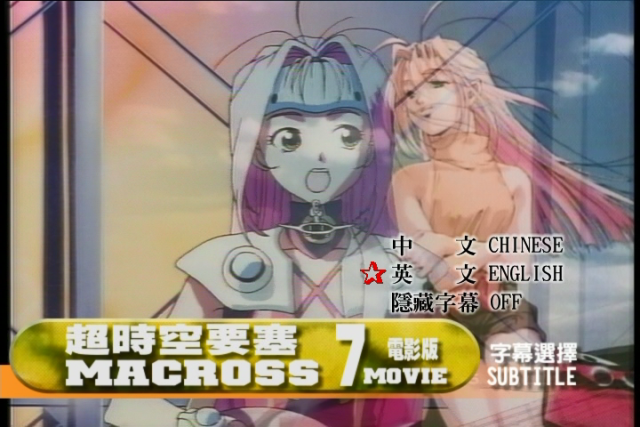 中 文 CHINESE
英 文 ENGLISH
隱藏字幕 OFF
超時空要塞 7 電影版
MACROSS MOVIE
字幕選擇
SUBTITLE